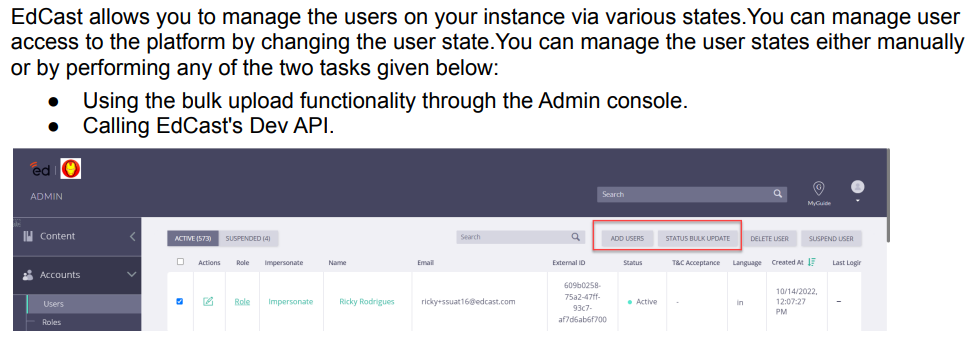 EdCast allows you to manage the users on your instance via various states.You can manage user
access to the platform by changing the user state.You can manage the user states either manually
or by performing any of the two tasks given below:
● Using the bulk upload functionality through the Admin console.
● Calling EdCast's Dev API.
ed
ADMIN
Search
MyGuide
Content
ACTIVE (573) SUSPENDED (4) Search ADD USERS STATUS BULK UPDATE DELETE USER SUSPEND USER
Actions Role Impersonate Name Email External ID Status T&C Acceptance Language Created At Last Login
Accounts
Users
Roles
Role Impersonate Ricky Rodrigues ricky+ssuat16@edcast.com
609b0258-
75a2-47ff-
93c7-
af7d6ab6f700
Active - in
10/14/2022,
12:07:27
PM
–